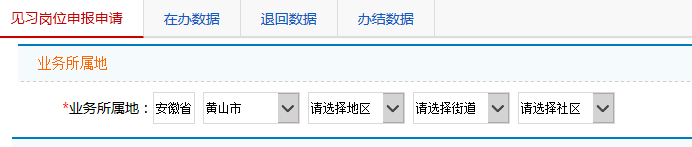 见习岗位申报申请 在办数据 退回数据 办结数据
业务所属地
*业务所属地：安徽省 黄山市 请选择地区 请选择街道 请选择社区